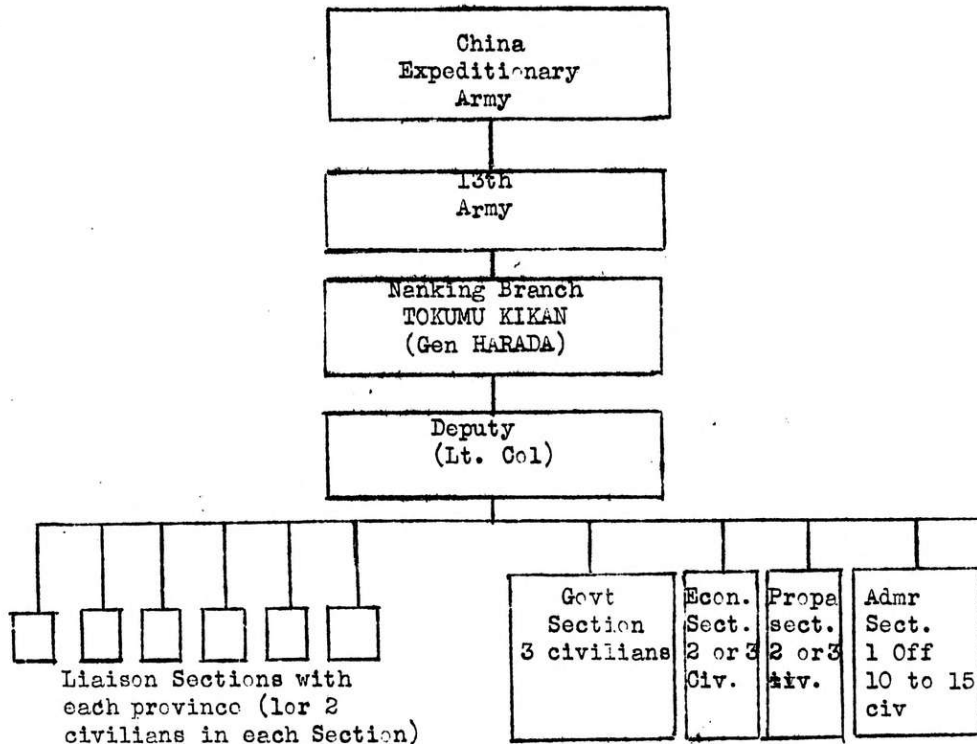 China
Expeditionary
Army
13th
Army
Nanking Branch
TOKUMU KIKAN
(Gen HARADA)
Deputy
(Lt. Col)
Govt
Section
3 civilians
Econ.
Sect.
2 or 3
Civ.
Propa
sect.
2 or 3
civ.
Admr
Sect.
1 Off
10 to 15
civ
Liaison Sections with
each province (lor 2
civilians in each Section)